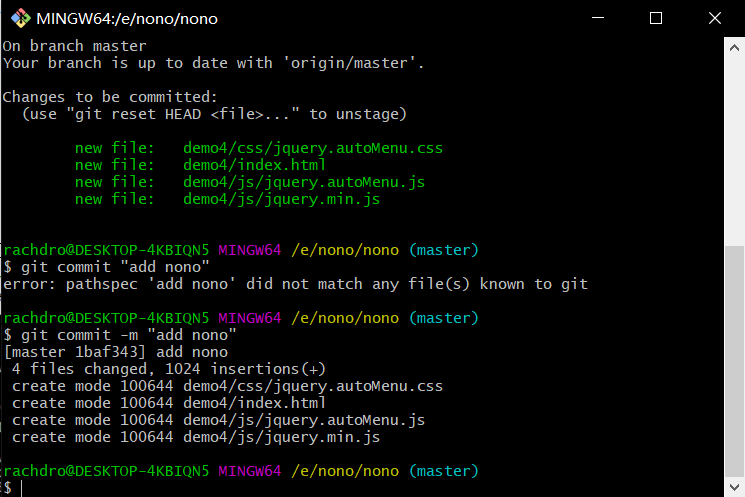 MINGW64:/e/nono/nono
On branch master
Your branch is up to date with 'origin/master'.
Changes to be committed:
  (use "git reset HEAD <file>..." to unstage)
        new file:   demo4/css/jquery.autoMenu.css
        new file:   demo4/index.html
        new file:   demo4/js/jquery.autoMenu.js
        new file:   demo4/js/jquery.min.js
rachdro@DESKTOP-4KBIQN5 MINGW64 /e/nono/nono (master)
$ git commit "add nono"
error: pathspec 'add nono' did not match any file(s) known to git
rachdro@DESKTOP-4KBIQN5 MINGW64 /e/nono/nono (master)
$ git commit -m "add nono"
[master 1baf343] add nono
 4 files changed, 1024 insertions(+)
 create mode 100644 demo4/css/jquery.autoMenu.css
 create mode 100644 demo4/index.html
 create mode 100644 demo4/js/jquery.autoMenu.js
 create mode 100644 demo4/js/jquery.min.js
rachdro@DESKTOP-4KBIQN5 MINGW64 /e/nono/nono (master)
$